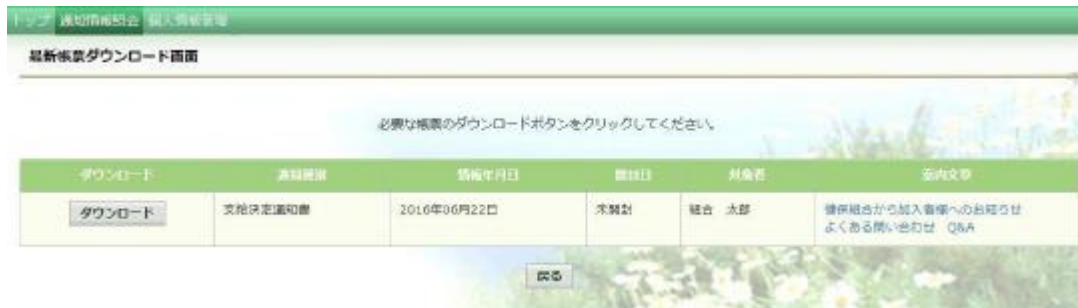 トップ 通知情報照会 個人情報管理
最新帳票ダウンロード画面
必要な帳票のダウンロードボタンをクリックしてください。
ダウンロード 通知種別 情報年月日 開封日 対象者 案内文章
ダウンロード 支給決定通知書 2016年06月22日 未開封 組合 太郎 健保組合から加入者様へのお知らせ
よくある問い合わせ Q&A
戻る